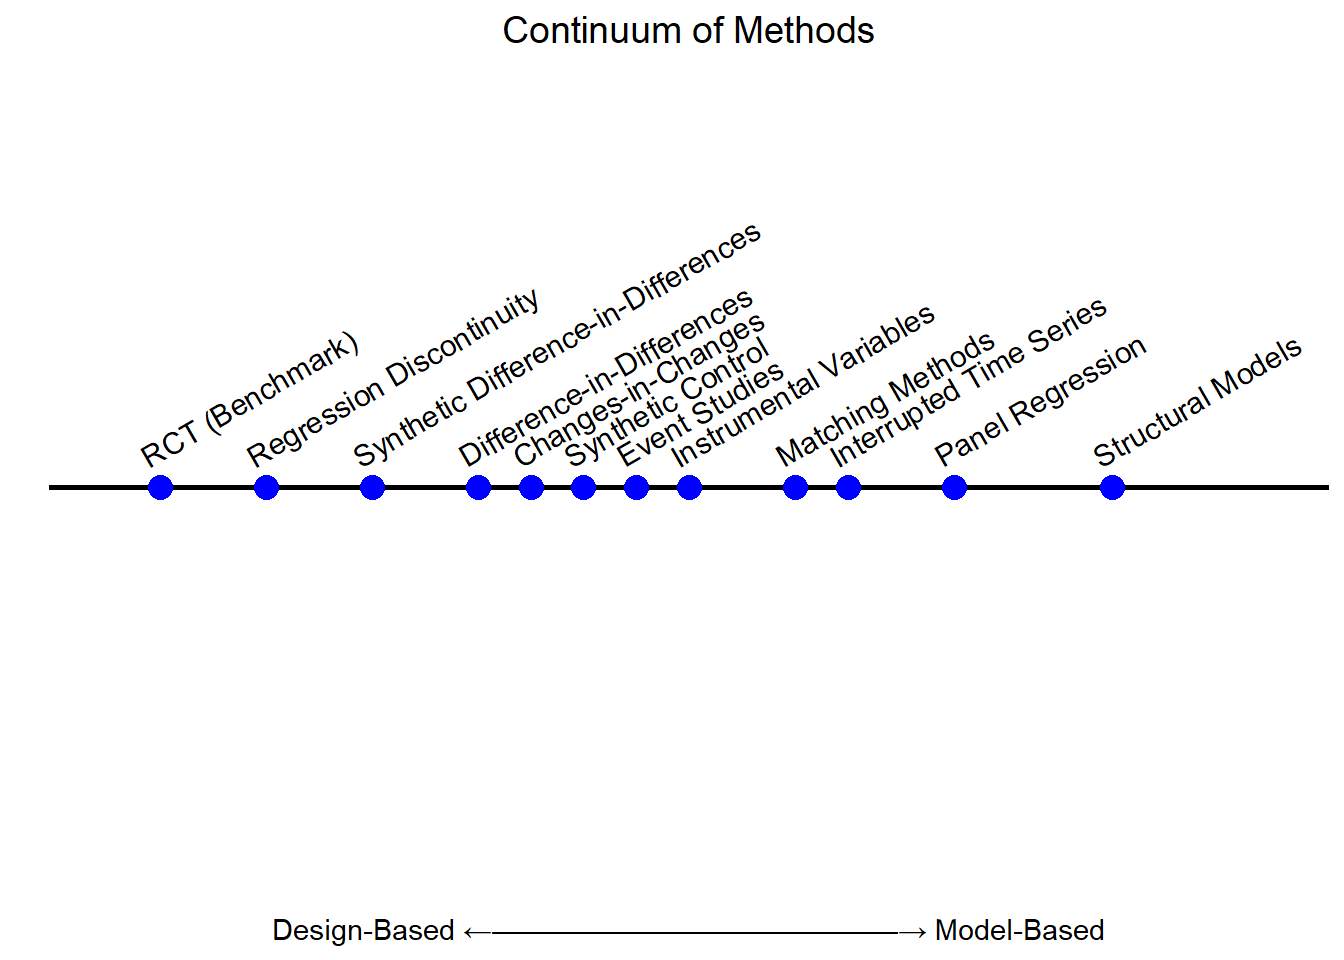 Continuum of Methods
RCT (Benchmark)
Regression Discontinuity
Synthetic Difference-in-Differences
Difference-in-Differences
Changes-in-Changes
Synthetic Control
Event Studies
Instrumental Variables
Matching Methods
Interrupted Time Series
Panel Regression
Structural Models
Design-Based ←——————————————→ Model-Based